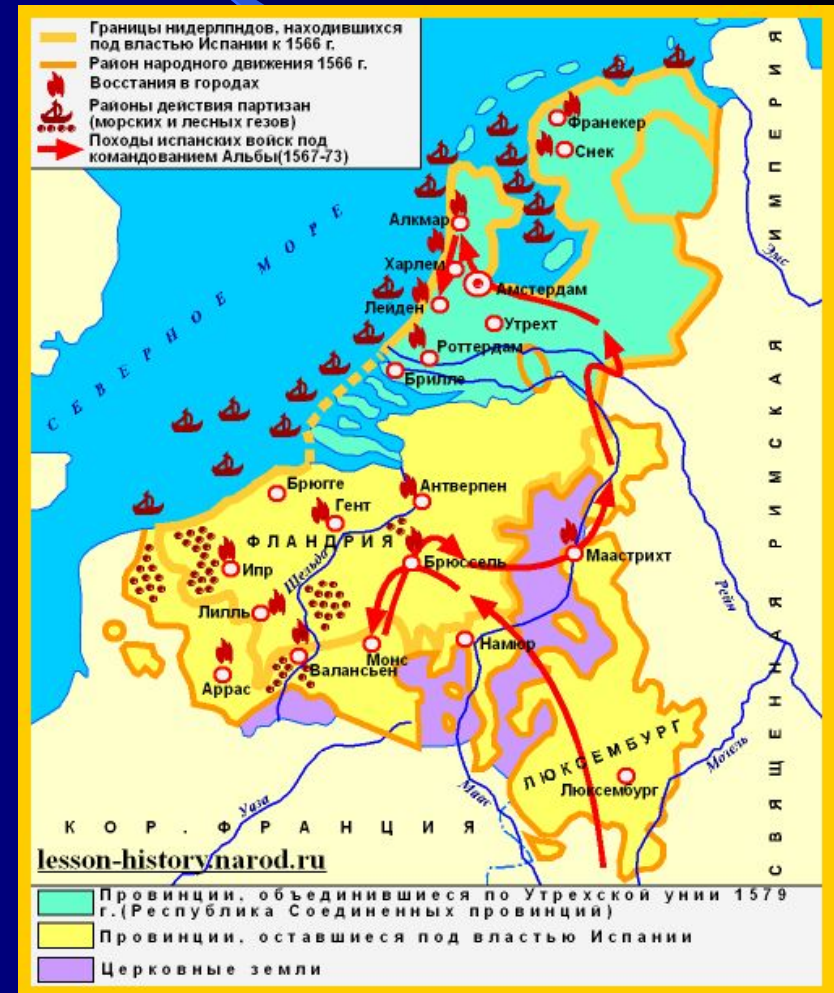 Границы нидерлпндов, находившихся
под властью Испании к 1566 г.
Район народного движения 1566 г.
Восстания в городах
Районы действия партизан
(морских и лесных гезов)
Походы испанских войск под
командованием Альбы(1567-73)
СЕВЕРНОЕ МОРЕ
СВЯЩЕННАЯ РИМСКАЯ ИМПЕРИЯ
Франекер
Снек
Алкмар
Эмс
Харлем
Амстердам
Лейден
Утрехт
Роттердам
Брилле
Брюгге
Антверпен
Гент
ФЛАНДРИЯ
Брюссель
Маастрихт
Ипр
Шельда
Рейн
Лилль
Намюр
Монс
Валансьен
Аррас
ЛЮКСЕМБУРГ
Мозель
Люксембург
Уаза
Маас
КОР. ФРАНЦИЯ
lesson-history.narod.ru
Провинции, объединившиеся по Утрехской унии 1579
г.(Республика Соединенных провинций)
Провинции, оставшиеся под властью Испании
Церковные земли